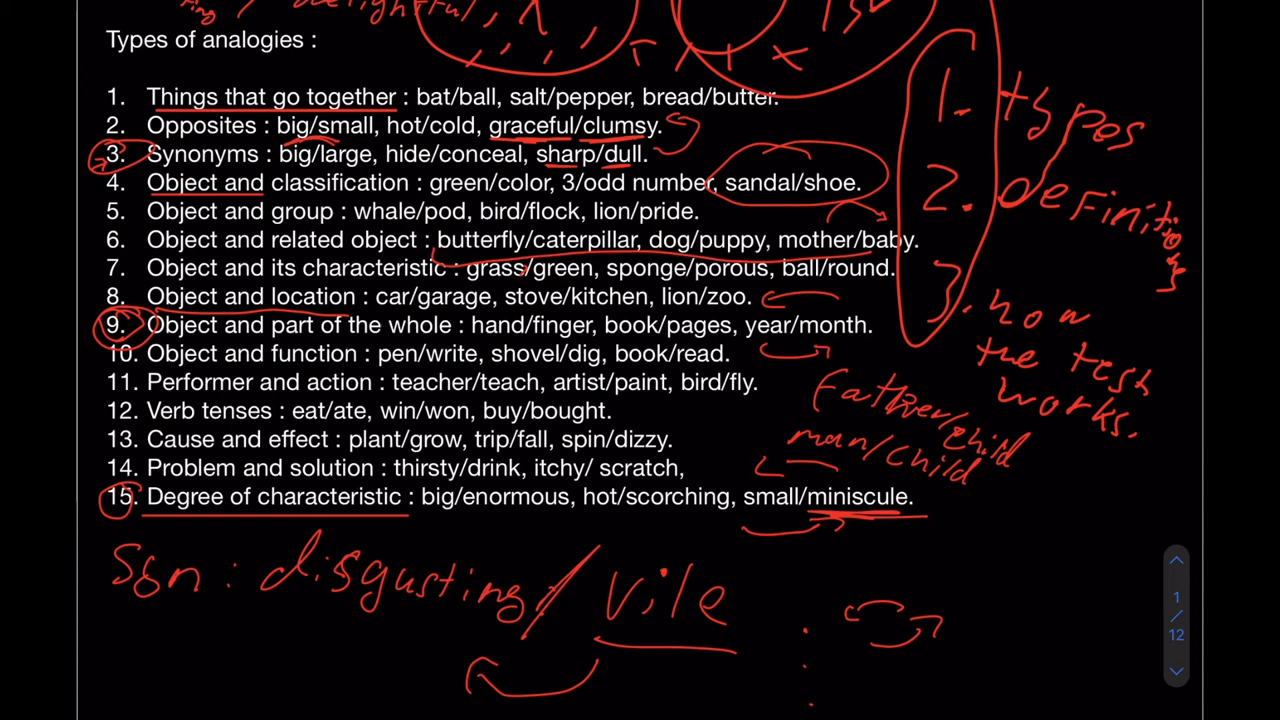 delightful,
Types of analogies :
1. Things that go together : bat/ball, salt/pepper, bread/butter.
2. Opposites : big/small, hot/cold, graceful/clumsy.
3. Synonyms : big/large, hide/conceal, sharp/dull.
4. Object and classification : green/color, 3/odd number, sandal/shoe.
5. Object and group : whale/pod, bird/flock, lion/pride.
6. Object and related object : butterfly/caterpillar, dog/puppy, mother/baby.
7. Object and its characteristic : grass/green, sponge/porous, ball/round.
8. Object and location : car/garage, stove/kitchen, lion/zoo.
9. Object and part of the whole : hand/finger, book/pages, year/month.
10. Object and function : pen/write, shovel/dig, book/read.
11. Performer and action : teacher/teach, artist/paint, bird/fly.
12. Verb tenses : eat/ate, win/won, buy/bought.
13. Cause and effect : plant/grow, trip/fall, spin/dizzy.
14. Problem and solution : thirsty/drink, itchy/ scratch,
15. Degree of characteristic : big/enormous, hot/scorching, small/miniscule.
1. types
2. definitions
3. how
the test
works.
Father/child
man/child
Syn : disgusting/vile
1
/
12